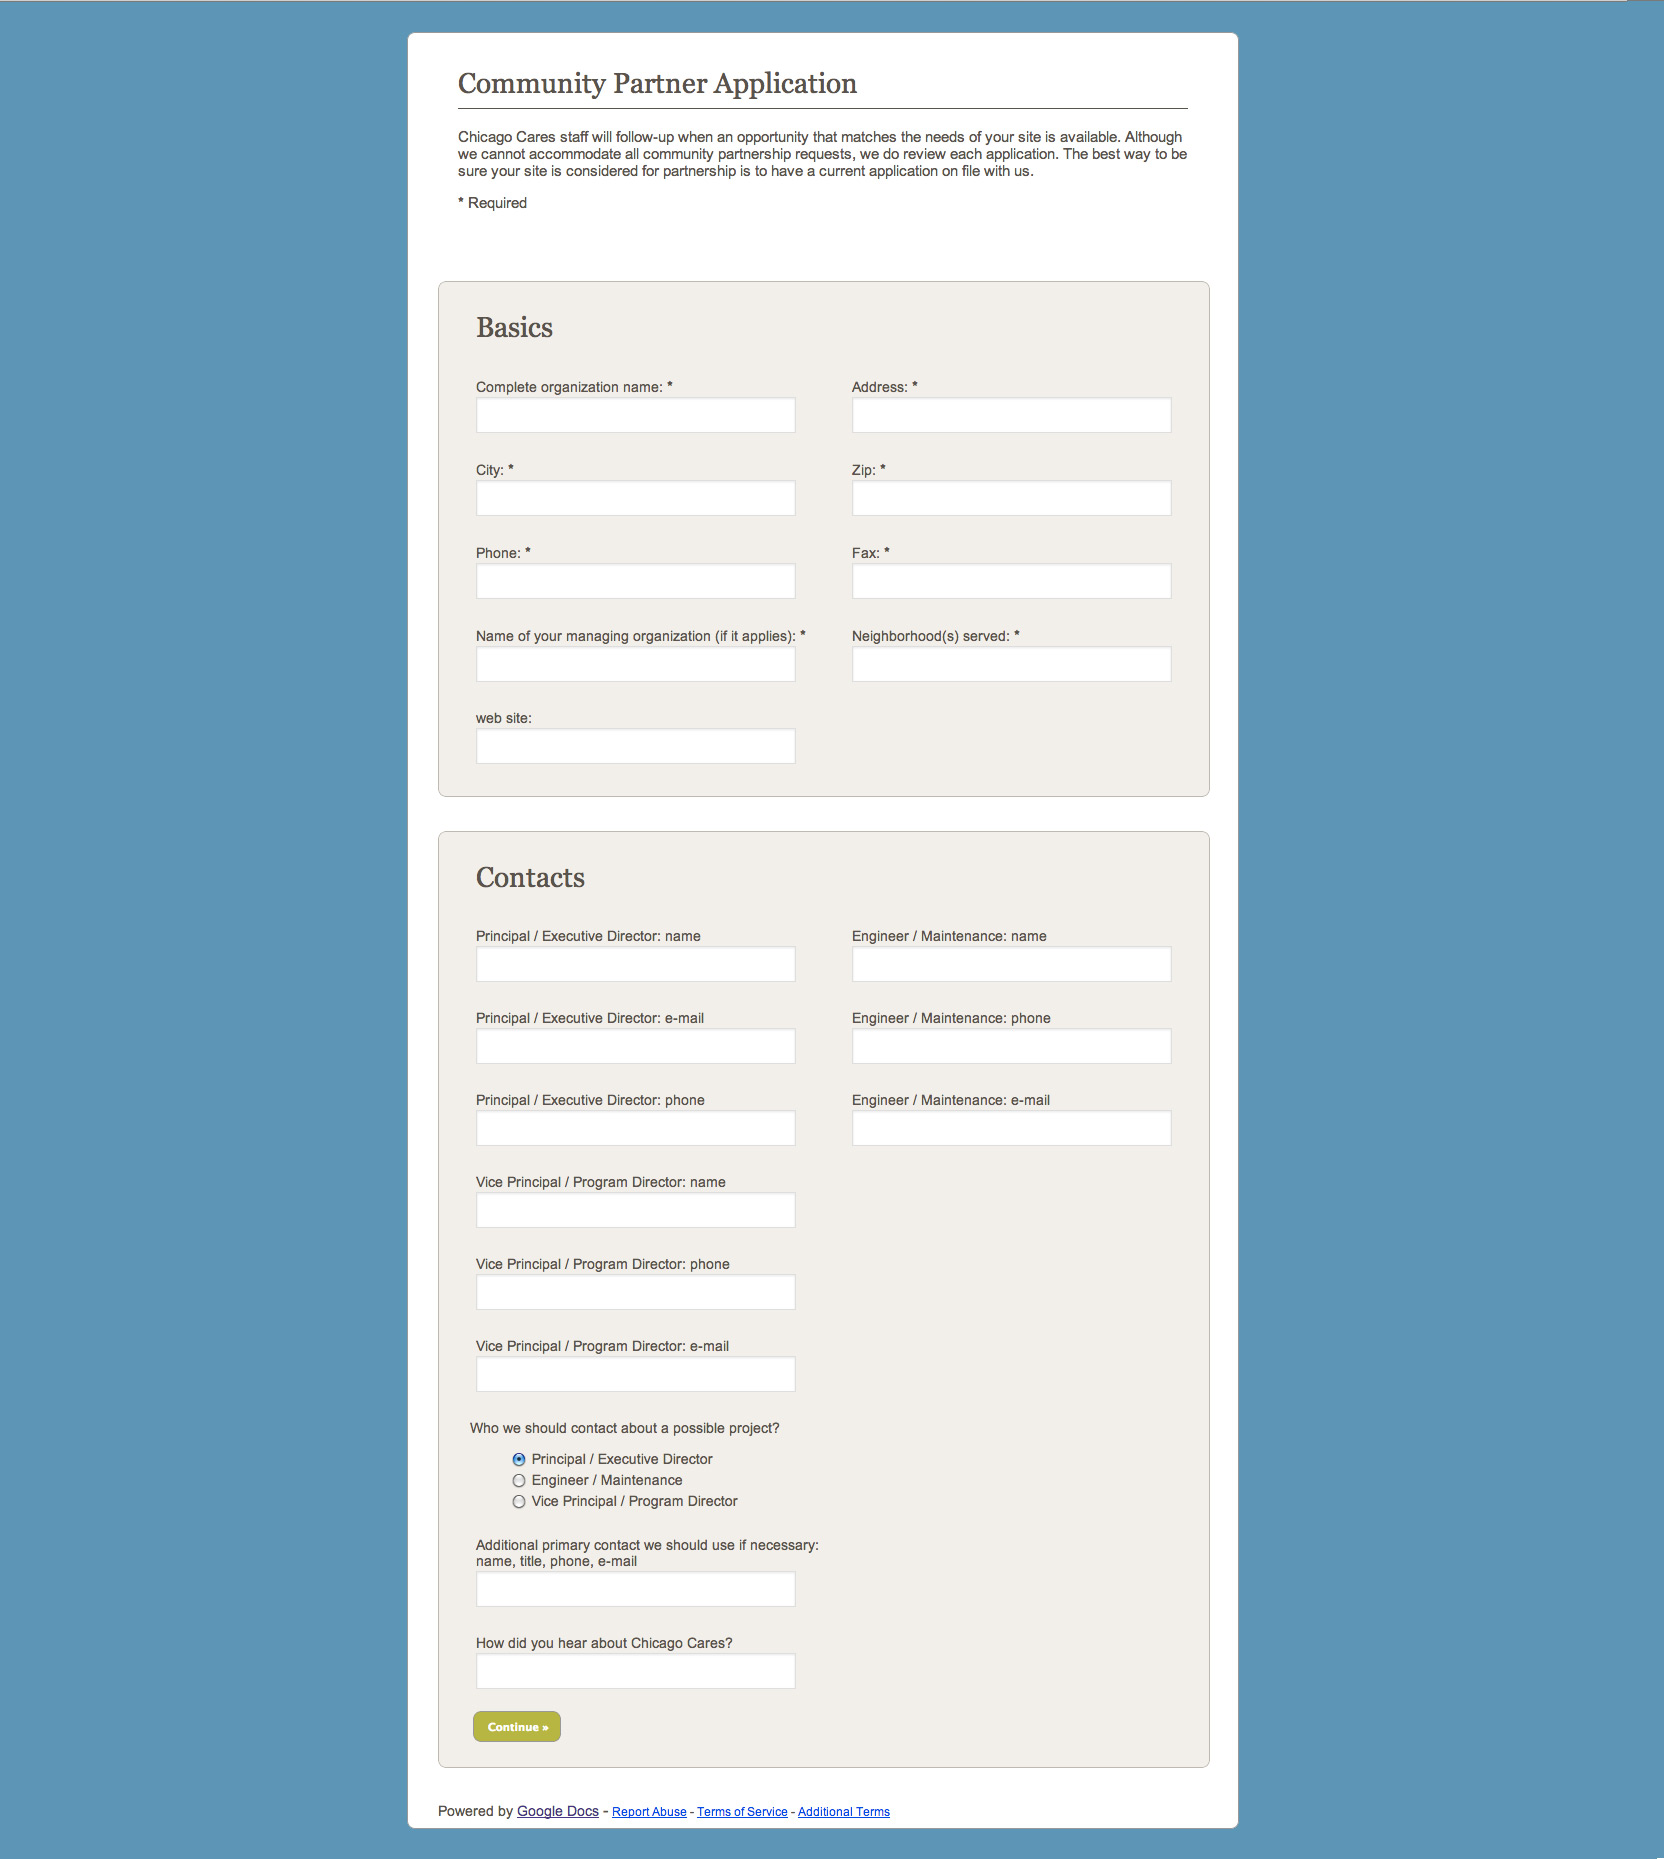 Community Partner Application
Chicago Cares staff will follow-up when an opportunity that matches the needs of your site is available. Although
we cannot accommodate all community partnership requests, we do review each application. The best way to be
sure your site is considered for partnership is to have a current application on file with us.
* Required
Basics
Complete organization name: *
Address: *
City: *
Zip: *
Phone: *
Fax: *
Name of your managing organization (if it applies): *
Neighborhood(s) served: *
web site:
Contacts
Principal / Executive Director: name
Engineer / Maintenance: name
Principal / Executive Director: e-mail
Engineer / Maintenance: phone
Principal / Executive Director: phone
Engineer / Maintenance: e-mail
Vice Principal / Program Director: name
Vice Principal / Program Director: phone
Vice Principal / Program Director: e-mail
Who we should contact about a possible project?
Principal / Executive Director
Engineer / Maintenance
Vice Principal / Program Director
Additional primary contact we should use if necessary:
name, title, phone, e-mail
How did you hear about Chicago Cares?
Continue »
Powered by Google Docs - Report Abuse - Terms of Service - Additional Terms